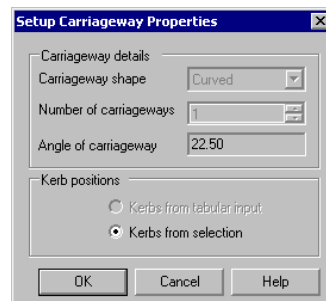 Setup Carriageway Properties
Carriageway details
Carriageway shape Curved
Number of carriageways 1
Angle of carriageway 22.50
Kerb positions
Kerbs from tabular input
Kerbs from selection
OK Cancel Help